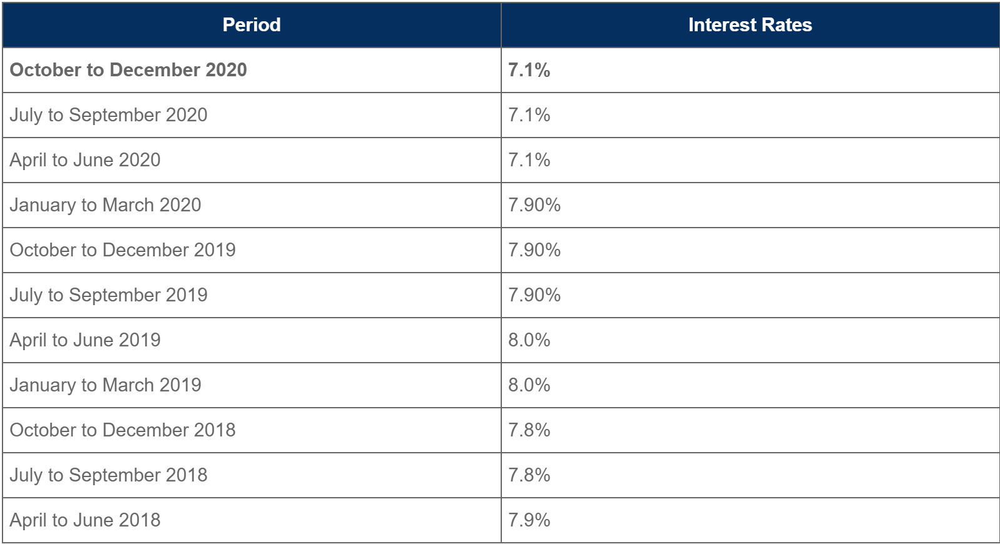 Period Interest Rates
October to December 2020 7.1%
July to September 2020 7.1%
April to June 2020 7.1%
January to March 2020 7.90%
October to December 2019 7.90%
July to September 2019 7.90%
April to June 2019 8.0%
January to March 2019 8.0%
October to December 2018 7.8%
July to September 2018 7.8%
April to June 2018 7.9%